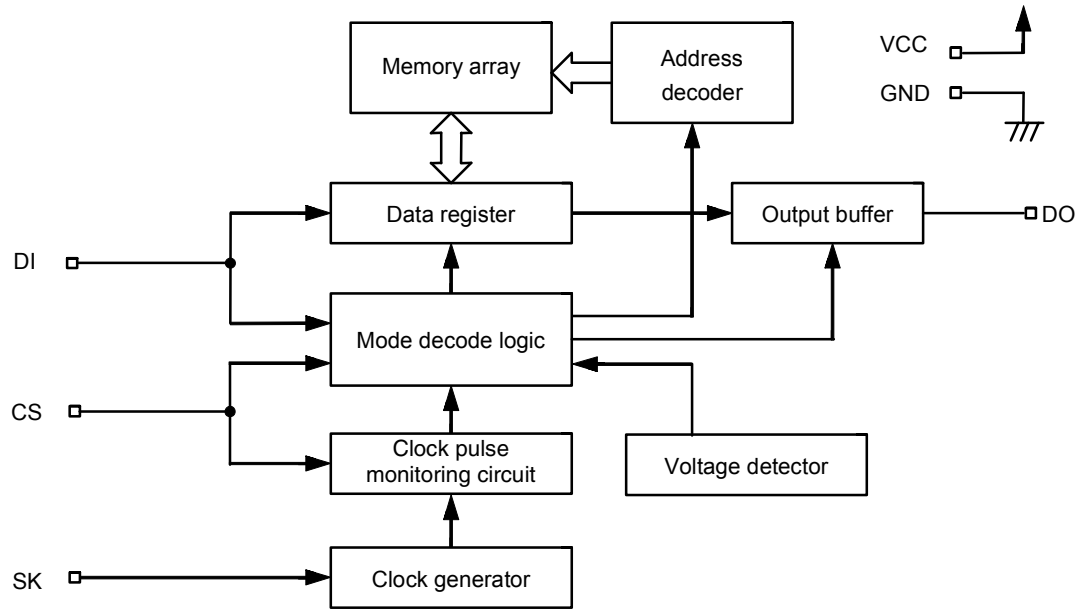 Memory array
Address
decoder
VCC
GND
Data register
Output buffer
DO
DI
Mode decode logic
CS
Clock pulse
monitoring circuit
Voltage detector
SK
Clock generator